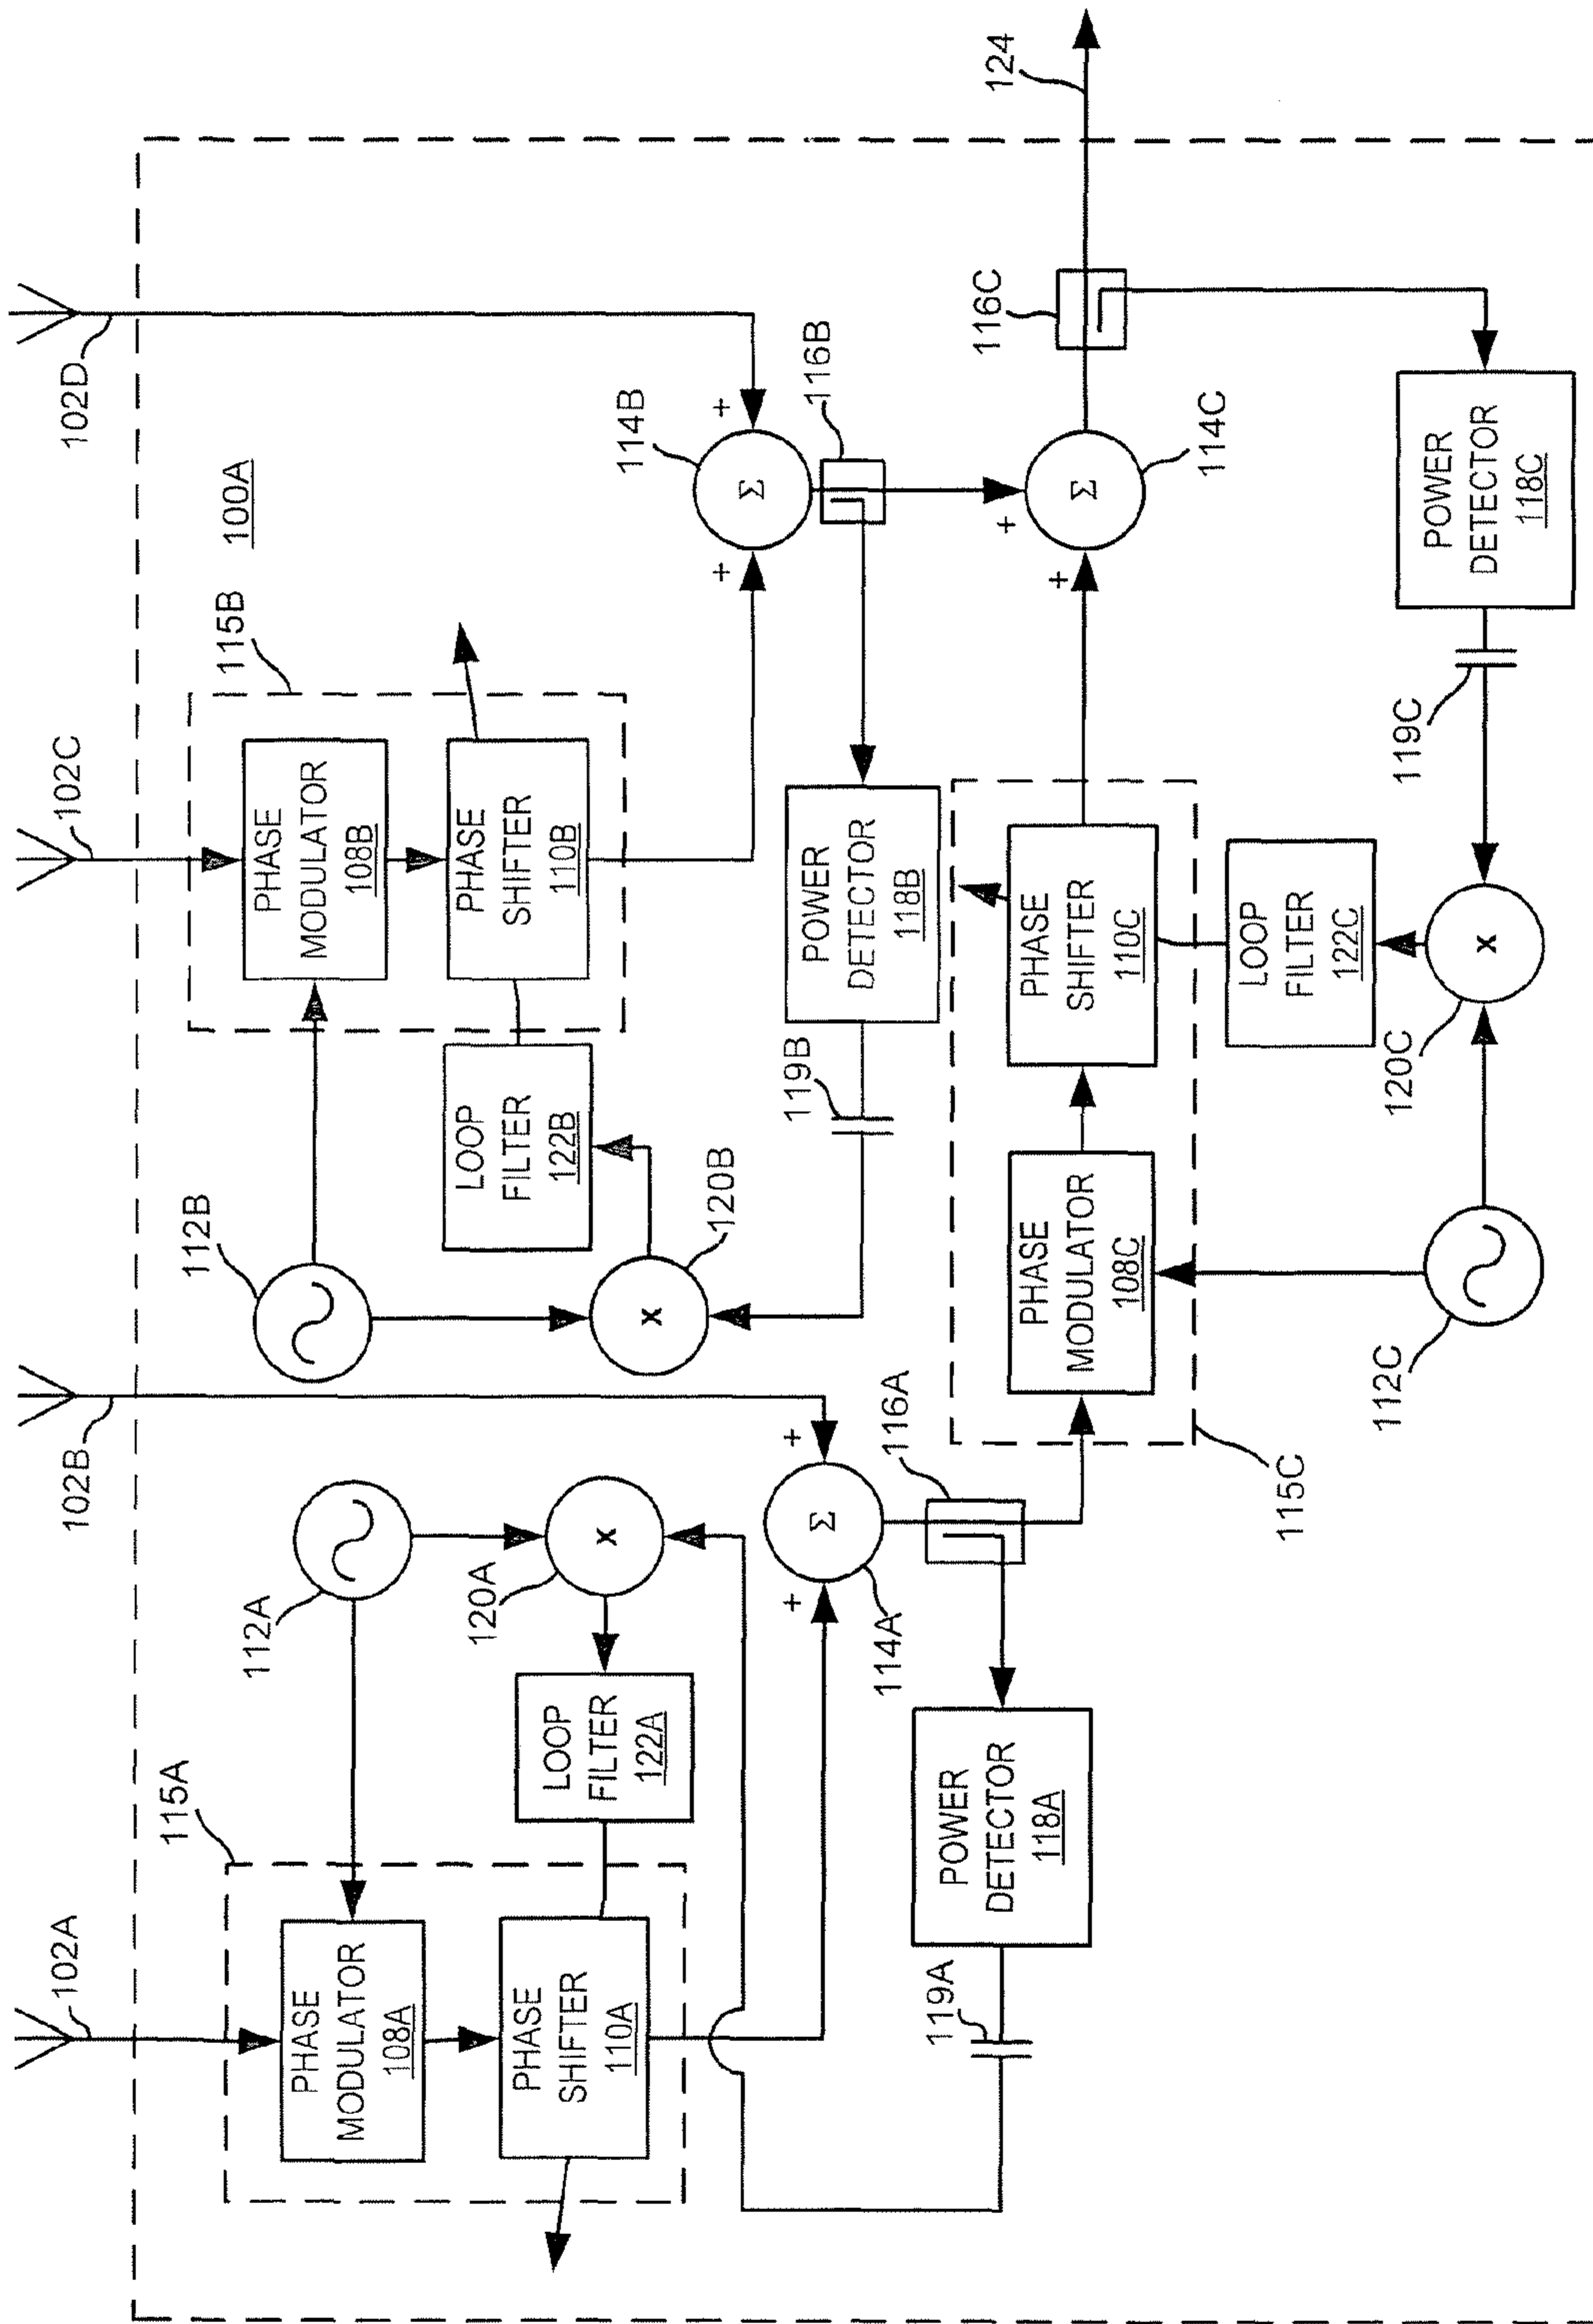 102A
102B
102C
102D
100A
115A
PHASE
MODULATOR
108A
PHASE
SHIFTER
110A
112A
120A
x
LOOP
FILTER
122A
+
+
Σ
114A
116A
POWER
DETECTOR
118A
119A
112B
115B
PHASE
MODULATOR
108B
PHASE
SHIFTER
110B
LOOP
FILTER
122B
x
120B
+
+
Σ
114B
116B
POWER
DETECTOR
118B
119B
115C
PHASE
MODULATOR
108C
PHASE
SHIFTER
110C
LOOP
FILTER
122C
x
120C
112C
+
+
Σ
114C
116C
124
POWER
DETECTOR
118C
119C